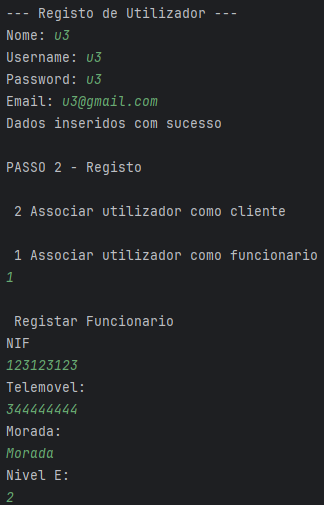 --- Registo de Utilizador ---
Nome: u3
Username: u3
Password: u3
Email: u3@gmail.com
Dados inseridos com sucesso
PASSO 2 - Registo
2 Associar utilizador como cliente
1 Associar utilizador como funcionario
1
Registar Funcionario
NIF
123123123
Telemovel:
344444444
Morada:
Morada
Nivel E:
2